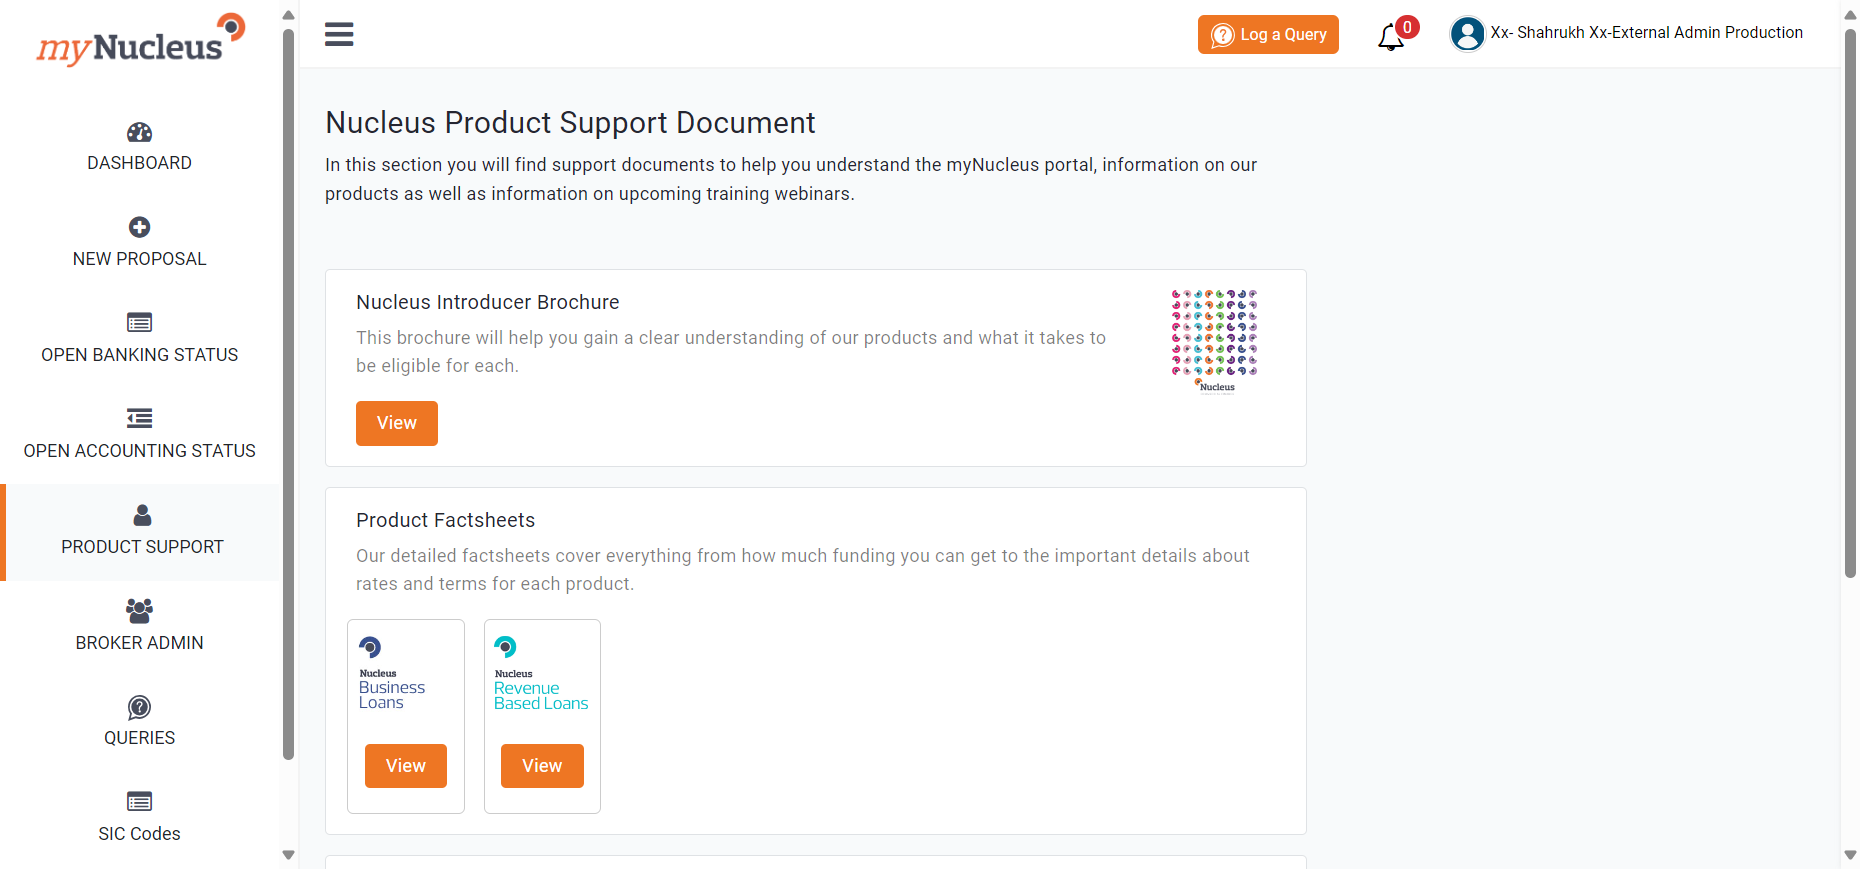 myNucleus
DASHBOARD
NEW PROPOSAL
OPEN BANKING STATUS
OPEN ACCOUNTING STATUS
PRODUCT SUPPORT
BROKER ADMIN
QUERIES
SIC Codes
Log a Query
0
Xx- Shahrukh Xx-External Admin Production
Nucleus Product Support Document
In this section you will find support documents to help you understand the myNucleus portal, information on our
products as well as information on upcoming training webinars.
Nucleus Introducer Brochure
This brochure will help you gain a clear understanding of our products and what it takes to
be eligible for each.
View
Nucleus
Product Factsheets
Our detailed factsheets cover everything from how much funding you can get to the important details about
rates and terms for each product.
Nucleus
Business
Loans
View
Nucleus
Revenue
Based Loans
View